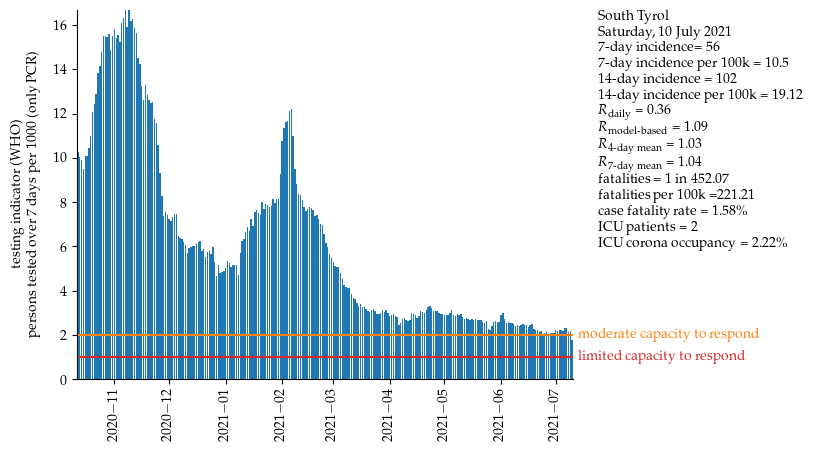 testing indicator (WHO)
persons tested over 7 days per 1000 (only PCR)
16
14
12
10
8
6
4
2
0
2020−11
2020−12
2021−01
2021−02
2021−03
2021−04
2021−05
2021−06
2021−07
moderate capacity to respond
limited capacity to respond
South Tyrol
Saturday, 10 July 2021
7-day incidence= 56
7-day incidence per 100k = 10.5
14-day incidence = 102
14-day incidence per 100k = 19.12
R daily = 0.36
R model-based = 1.09
R 4-day mean = 1.03
R 7-day mean = 1.04
fatalities = 1 in 452.07
fatalities per 100k =221.21
case fatality rate = 1.58%
ICU patients = 2
ICU corona occupancy = 2.22%